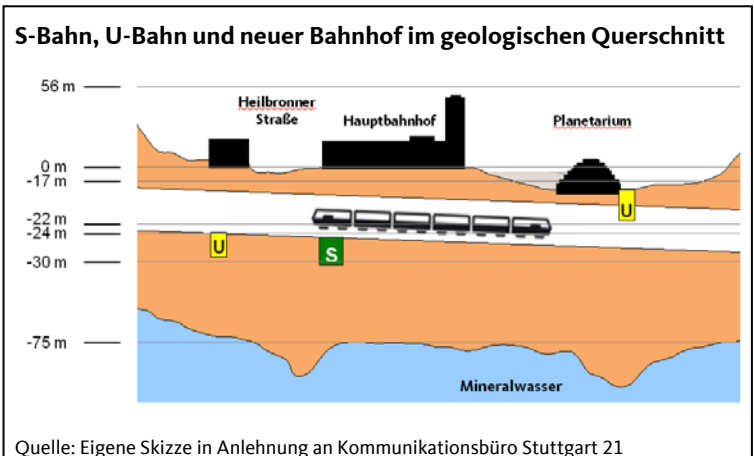 S-Bahn, U-Bahn und neuer Bahnhof im geologischen Querschnitt
56 m
Heilbronner
Straße
Hauptbahnhof
Planetarium
0 m
-17 m
U
-22 m
-24 m
U
S
-30 m
-75 m
Mineralwasser
Quelle: Eigene Skizze in Anlehnung an Kommunikationsbüro Stuttgart 21